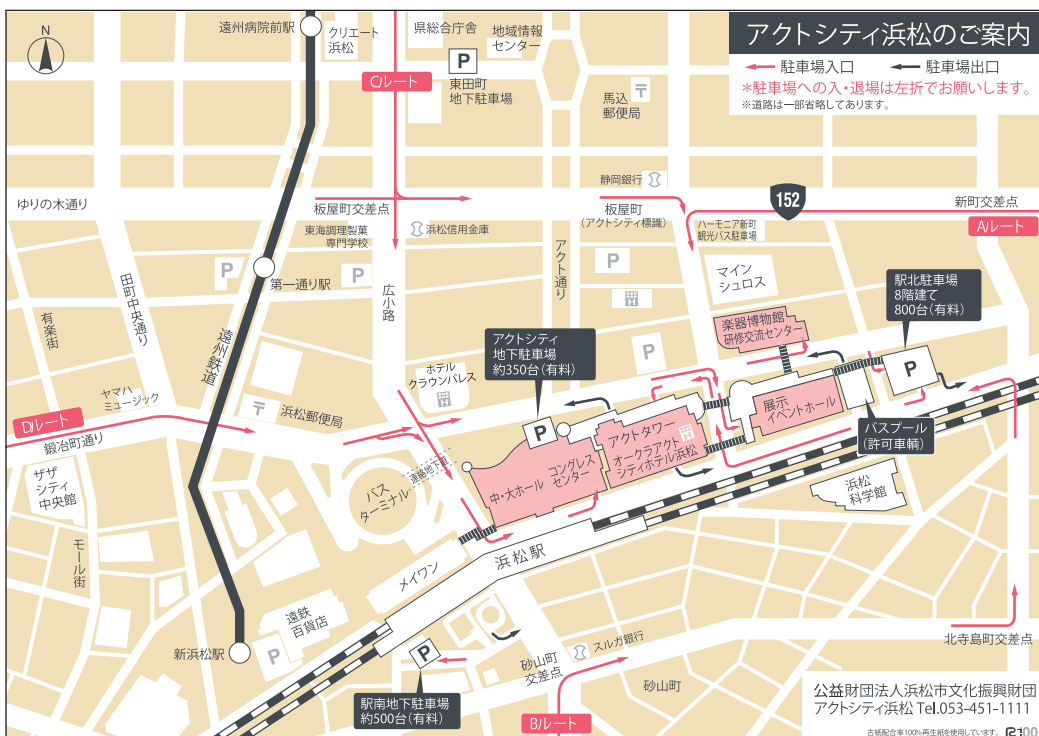 アクトシティ浜松のご案内
駐車場入口
駐車場出口
*駐車場への入・退場は左折でお願いします。
※道路は一部省略してあります。
N
遠州病院前駅
クリエート
浜松
県総合庁舎
地域情報
センター
P
東田町
地下駐車場
Cルート
馬込
郵便局
静岡銀行
152
新町交差点
Aルート
ゆりの木通り
板屋町交差点
板屋町
(アクトシティ標識)
ハーモニア新町
観光バス駐車場
東海調理製菓
専門学校
浜松信用金庫
P
第一通り駅
P
P
アクト通り
広小路
マイン
シュロス
駅北駐車場
8階建て
800台(有料)
田町中央通り
有楽街
遠州鉄道
楽器博物館
研修交流センター
アクトシティ
地下駐車場
約350台(有料)
P
P
ホテル
クラウンパレス
ヤマハ
ミュージック
浜松郵便局
Dルート
鍛冶町通り
P
展示
イベントホール
アクトタワー
オークラアクト
シティホテル浜松
バスプール
(許可車輌)
コングレス
センター
中・大ホール
連絡地下道
バス
ターミナル
ザザ
シティ
中央館
浜松
科学館
モール街
浜松駅
メイワン
遠鉄
百貨店
P
新浜松駅
P
駅南地下駐車場
約500台(有料)
砂山町
交差点
スルガ銀行
北寺島町交差点
砂山町
Bルート
公益財団法人浜松市文化振興財団
アクトシティ浜松 Tel.053-451-1111
古紙配合率100%再生紙を使用しています。